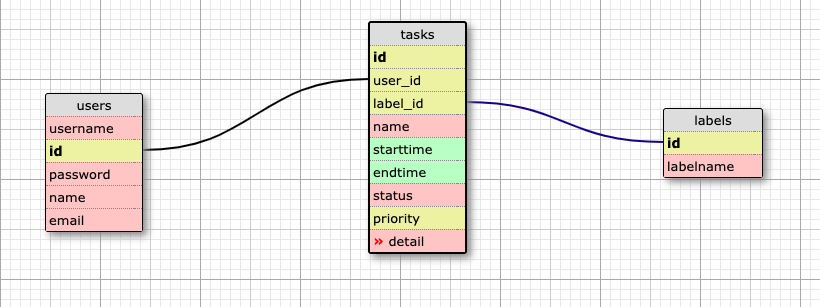 users
username
id
password
name
email
tasks
id
user_id
label_id
name
starttime
endtime
status
priority
» detail
labels
id
labelname